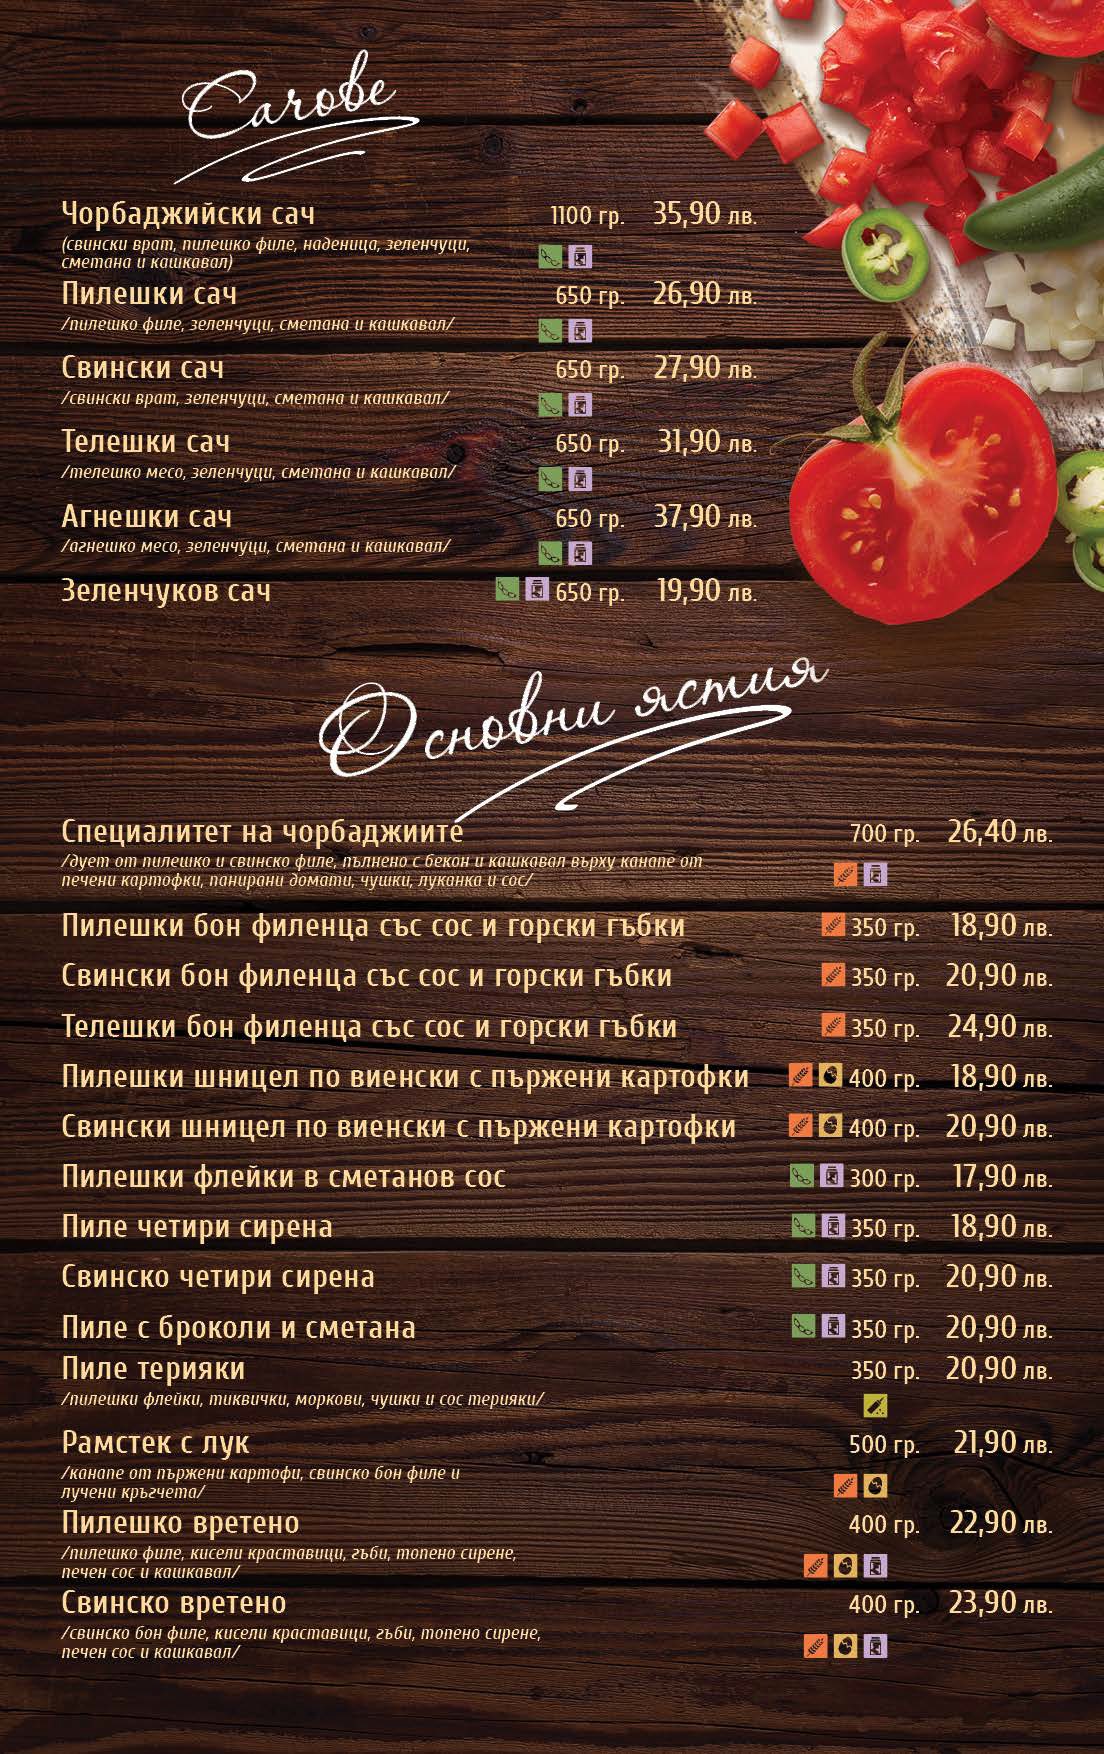 Сачове
Чорбаджийски сач 1100 гр. 35,90 лв.
(свински врат, пилешко филе, наденица, зеленчуци,
сметана и кашкавал)
Пилешки сач 650 гр. 26,90 лв.
/пилешко филе, зеленчуци, сметана и кашкавал/
Свински сач 650 гр. 27,90 лв.
/свински врат, зеленчуци, сметана и кашкавал/
Телешки сач 650 гр. 31,90 лв.
/телешко месо, зеленчуци, сметана и кашкавал/
Агнешки сач 650 гр. 37,90 лв.
/агнешко месо, зеленчуци, сметана и кашкавал/
Зеленчуков сач 650 гр. 19,90 лв.
Основни ястия
Специалитет на чорбаджиите 700 гр. 26,40 лв.
/дует от пилешко и свинско филе, пълнено с бекон и кашкавал върху канапе от
печени картофки, панирани домати, чушки, луканка и сос/
Пилешки бон филенца със сос и горски гъбки 350 гр. 18,90 лв.
Свински бон филенца със сос и горски гъбки 350 гр. 20,90 лв.
Телешки бон филенца със сос и горски гъбки 350 гр. 24,90 лв.
Пилешки шницел по виенски с пържени картофки 400 гр. 18,90 лв.
Свински шницел по виенски с пържени картофки 400 гр. 20,90 лв.
Пилешки флейки в сметанов сос 300 гр. 17,90 лв.
Пиле четири сирена 350 гр. 18,90 лв.
Свинско четири сирена 350 гр. 20,90 лв.
Пиле с броколи и сметана 350 гр. 20,90 лв.
Пиле терияки 350 гр. 20,90 лв.
/пилешки флейки, тиквички, моркови, чушки и сос терияки/
Рамстек с лук 500 гр. 21,90 лв.
/канапе от пържени картофи, свинско бон филе и
лучени кръгчета/
Пилешко вретено 400 гр. 22,90 лв.
/пилешко филе, кисели краставици, гъби, топено сирене,
печен сос и кашкавал/
Свинско вретено 400 гр. 23,90 лв.
/свинско бон филе, кисели краставици, гъби, топено сирене,
печен сос и кашкавал/